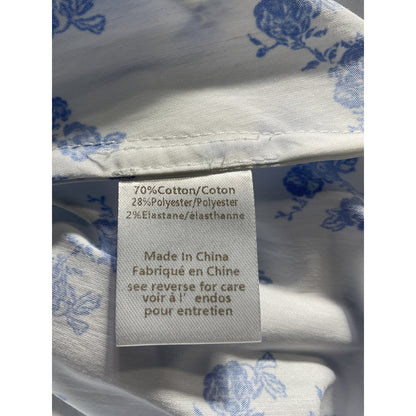 70%Cotton/Coton
28%Polyester/Polyester
2%Elastane/élasthanne
Made in China
Fabriqué en Chine
see reverse for care
voir à l' endos
pour entretien